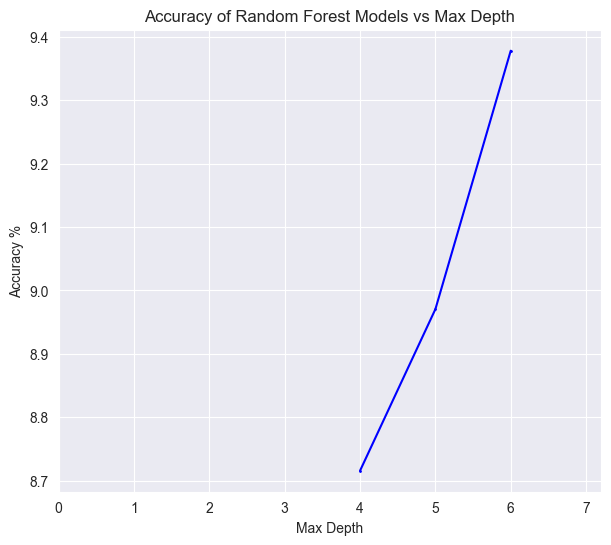 Accuracy of Random Forest Models vs Max Depth
9.4
9.3
9.2
9.1
9.0
8.9
8.8
8.7
Accuracy %
0 1 2 3 4 5 6 7
Max Depth